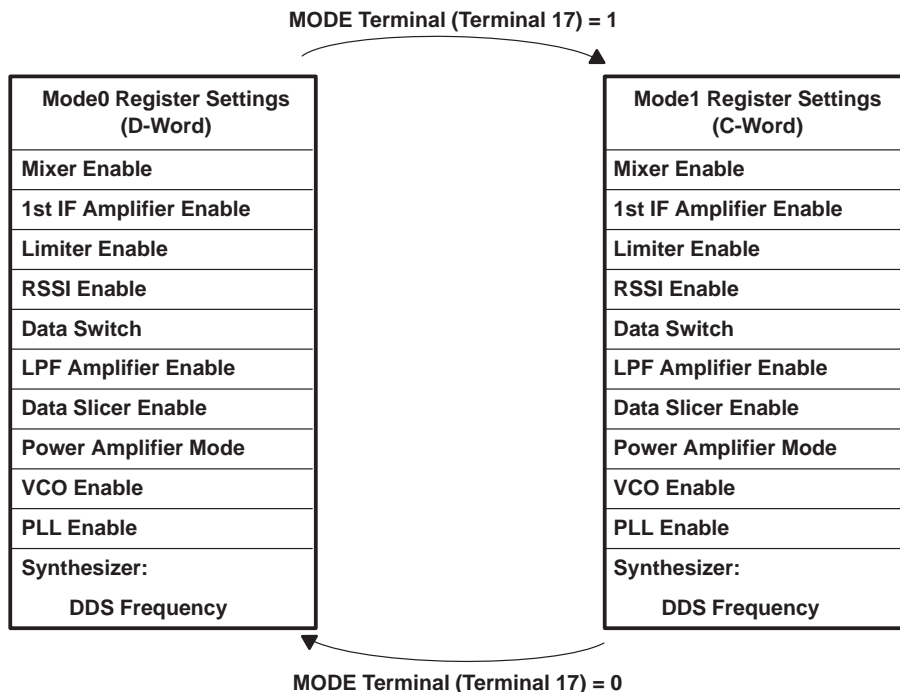 MODE Terminal (Terminal 17) = 1
Mode0 Register Settings
(D-Word)
Mixer Enable
1st IF Amplifier Enable
Limiter Enable
RSSI Enable
Data Switch
LPF Amplifier Enable
Data Slicer Enable
Power Amplifier Mode
VCO Enable
PLL Enable
Synthesizer:
DDS Frequency
Mode1 Register Settings
(C-Word)
Mixer Enable
1st IF Amplifier Enable
Limiter Enable
RSSI Enable
Data Switch
LPF Amplifier Enable
Data Slicer Enable
Power Amplifier Mode
VCO Enable
PLL Enable
Synthesizer:
DDS Frequency
MODE Terminal (Terminal 17) = 0